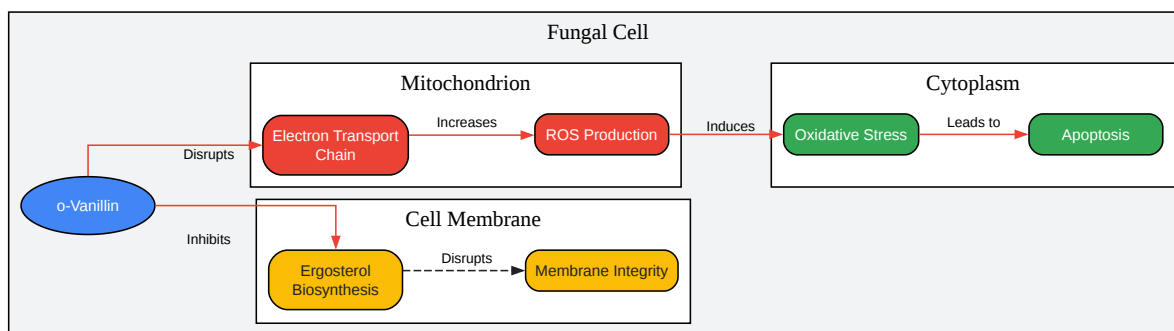 Fungal Cell
Mitochondrion
Cytoplasm
Electron Transport
Chain
Increases
ROS Production
Induces
Oxidative Stress
Leads to
Apoptosis
Disrupts
o-Vanillin
Inhibits
Cell Membrane
Ergosterol
Biosynthesis
Disrupts
Membrane Integrity